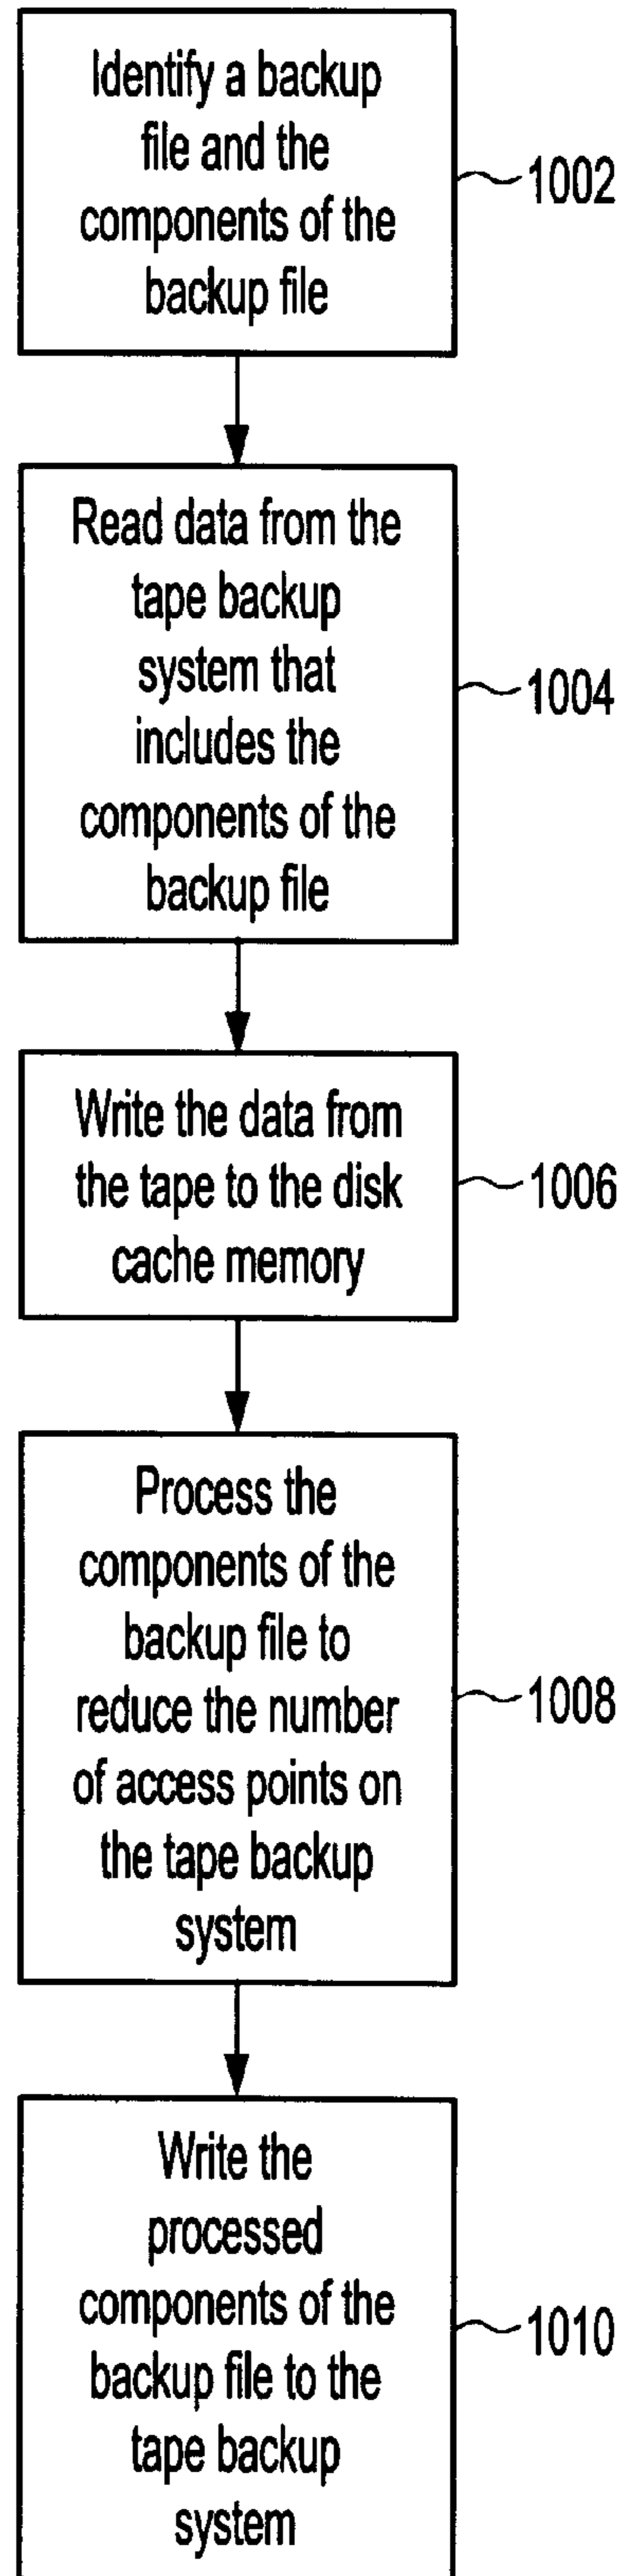 Identify a backup
file and the
components of the
backup file
1002
Read data from the
tape backup
system that
includes the
components of the
backup file
1004
Write the data from
the tape to the disk
cache memory
1006
Process the
components of the
backup file to
reduce the number
of access points on
the tape backup
system
1008
Write the
processed
components of the
backup file to the
tape backup
system
1010